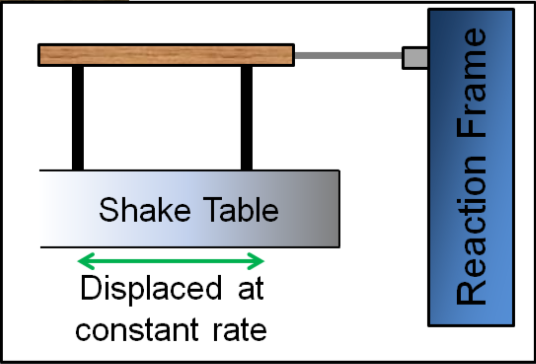 Shake Table
Displaced at
constant rate
Reaction Frame